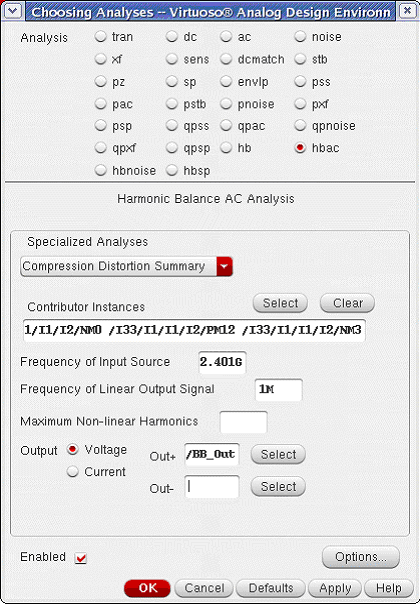 Choosing Analyses -- Virtuoso® Analog Design Environn
Analysis tran dc ac noise
xf sens dcmatch stb
pz sp envlp pss
pac pstb pnoise pxf
psp qpss qpac qpnoise
qpxf qpsp hb hbac
hbnoise hbsp
Harmonic Balance AC Analysis
Specialized Analyses
Compression Distortion Summary
Contributor Instances Select Clear
1/I1/I2/NM0 /I33/I1/I1/I2/PM12 /I33/I1/I1/I2/NM3
Frequency of Input Source 2.401G
Frequency of Linear Output Signal 1M
Maximum Non-linear Harmonics
Output Voltage Out+ /BB_Out Select
Current Out- Select
Enabled Options...
OK Cancel Defaults Apply Help